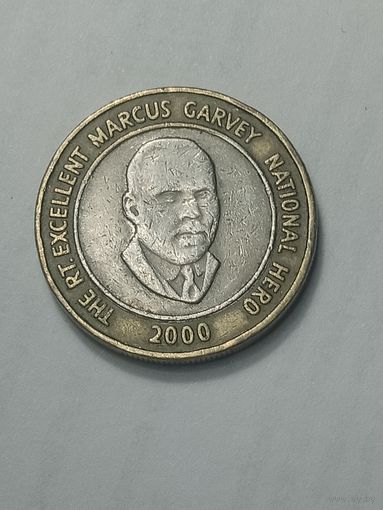 THE RT. EXCELLENT MARCUS GARVEY NATIONAL HERO
2000